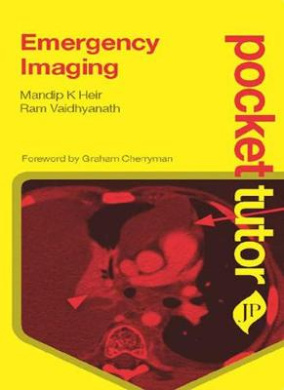 Emergency
Imaging
Mandip K Heir
Ram Vaidhyanath
Foreword by Graham Cherryman
pocket tutor
JP